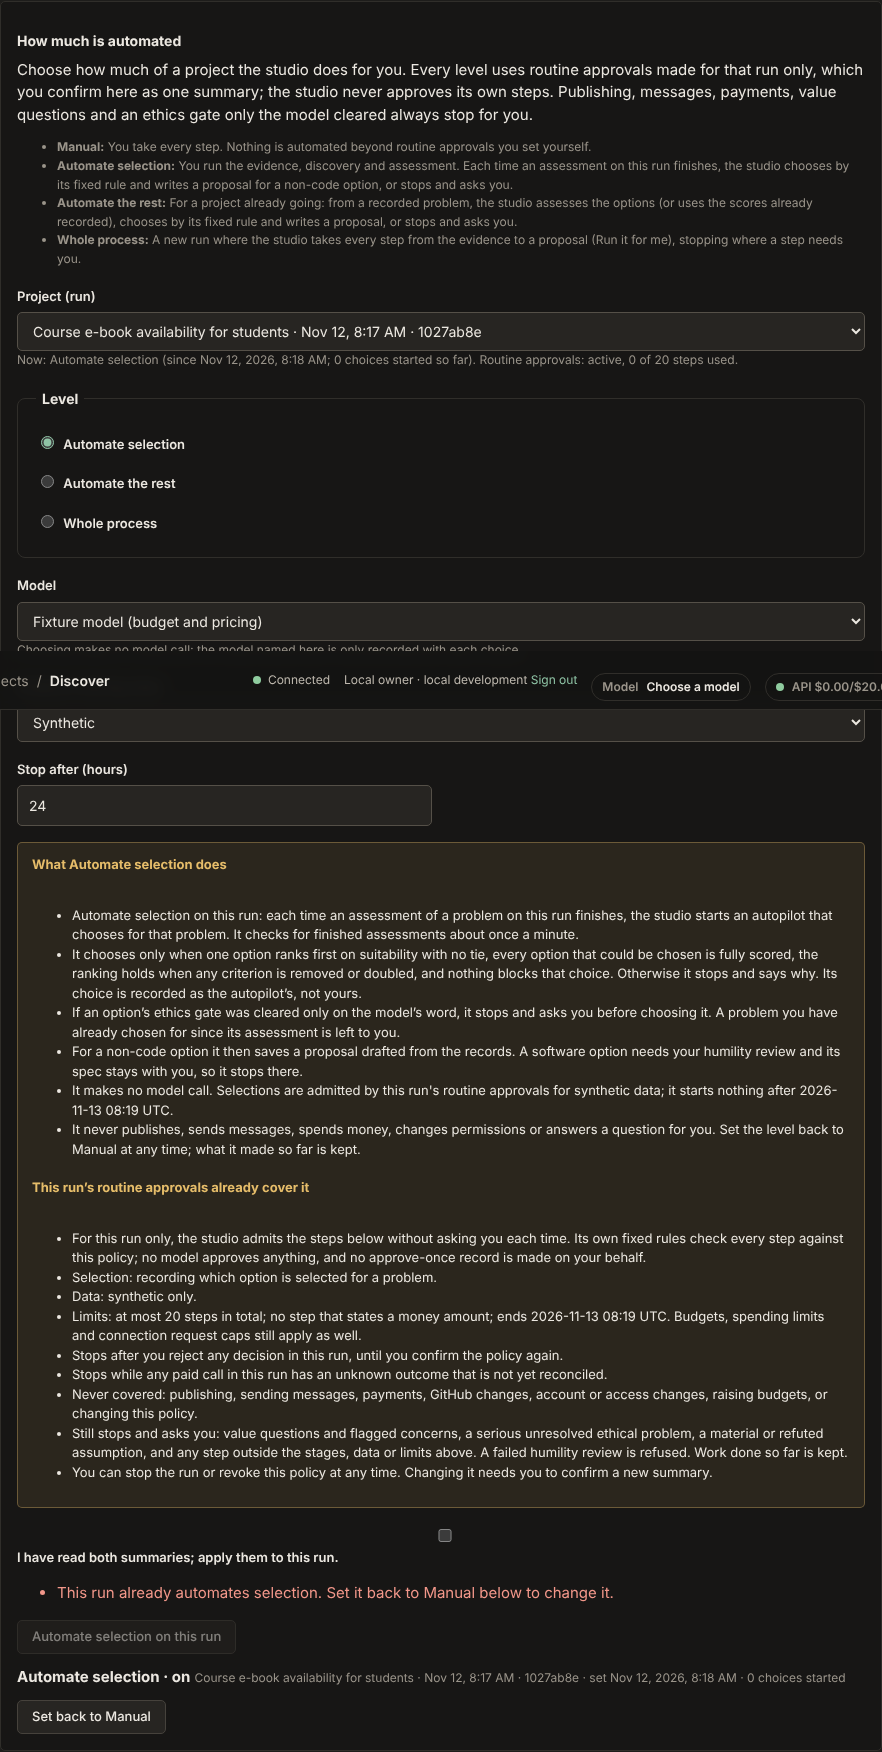 How much is automated
Choose how much of a project the studio does for you. Every level uses routine approvals made for that run only, which
you confirm here as one summary; the studio never approves its own steps. Publishing, messages, payments, value
questions and an ethics gate only the model cleared always stop for you.
• Manual: You take every step. Nothing is automated beyond routine approvals you set yourself.
• Automate selection: You run the evidence, discovery and assessment. Each time an assessment on this run finishes, the studio chooses by
its fixed rule and writes a proposal for a non-code option, or stops and asks you.
• Automate the rest: For a project already going: from a recorded problem, the studio assesses the options (or uses the scores already
recorded), chooses by its fixed rule and writes a proposal, or stops and asks you.
• Whole process: A new run where the studio takes every step from the evidence to a proposal (Run it for me), stopping where a step needs
you.
Project (run)
Course e-book availability for students · Nov 12, 8:17 AM · 1027ab8e
Now: Automate selection (since Nov 12, 2026, 8:18 AM; 0 choices started so far). Routine approvals: active, 0 of 20 steps used.
Level
Automate selection
Automate the rest
Whole process
Model
Fixture model (budget and pricing)
Choosing makes no model call; the model named here is only recorded with each choice.
ects / Discover
Connected Local owner · local development Sign out
Model Choose a model
API $0.00/$20.
Synthetic
Stop after (hours)
24
What Automate selection does
• Automate selection on this run: each time an assessment of a problem on this run finishes, the studio starts an autopilot that
chooses for that problem. It checks for finished assessments about once a minute.
• It chooses only when one option ranks first on suitability with no tie, every option that could be chosen is fully scored, the
ranking holds when any criterion is removed or doubled, and nothing blocks that choice. Otherwise it stops and says why. Its
choice is recorded as the autopilot’s, not yours.
• If an option’s ethics gate was cleared only on the model’s word, it stops and asks you before choosing it. A problem you have
already chosen for since its assessment is left to you.
• For a non-code option it then saves a proposal drafted from the records. A software option needs your humility review and its
spec stays with you, so it stops there.
• It makes no model call. Selections are admitted by this run's routine approvals for synthetic data; it starts nothing after 2026-
11-13 08:19 UTC.
• It never publishes, sends messages, spends money, changes permissions or answers a question for you. Set the level back to
Manual at any time; what it made so far is kept.
This run’s routine approvals already cover it
• For this run only, the studio admits the steps below without asking you each time. Its own fixed rules check every step against
this policy; no model approves anything, and no approve-once record is made on your behalf.
• Selection: recording which option is selected for a problem.
• Data: synthetic only.
• Limits: at most 20 steps in total; no step that states a money amount; ends 2026-11-13 08:19 UTC. Budgets, spending limits
and connection request caps still apply as well.
• Stops after you reject any decision in this run, until you confirm the policy again.
• Stops while any paid call in this run has an unknown outcome that is not yet reconciled.
• Never covered: publishing, sending messages, payments, GitHub changes, account or access changes, raising budgets, or
changing this policy.
• Still stops and asks you: value questions and flagged concerns, a serious unresolved ethical problem, a material or refuted
assumption, and any step outside the stages, data or limits above. A failed humility review is refused. Work done so far is kept.
• You can stop the run or revoke this policy at any time. Changing it needs you to confirm a new summary.
I have read both summaries; apply them to this run.
• This run already automates selection. Set it back to Manual below to change it.
Automate selection on this run
Automate selection · on Course e-book availability for students · Nov 12, 8:17 AM · 1027ab8e · set Nov 12, 2026, 8:18 AM · 0 choices started
Set back to Manual